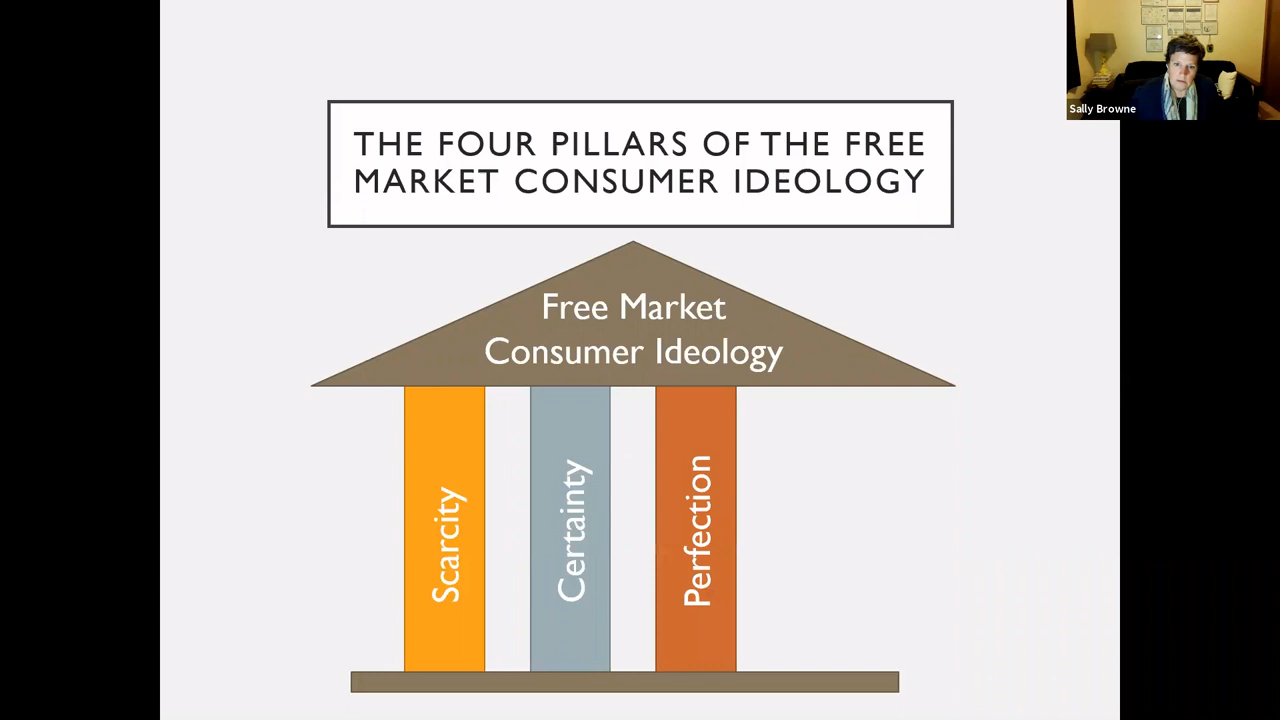 THE FOUR PILLARS OF THE FREE
MARKET CONSUMER IDEOLOGY
Free Market
Consumer Ideology
Scarcity
Certainty
Perfection
Sally Browne